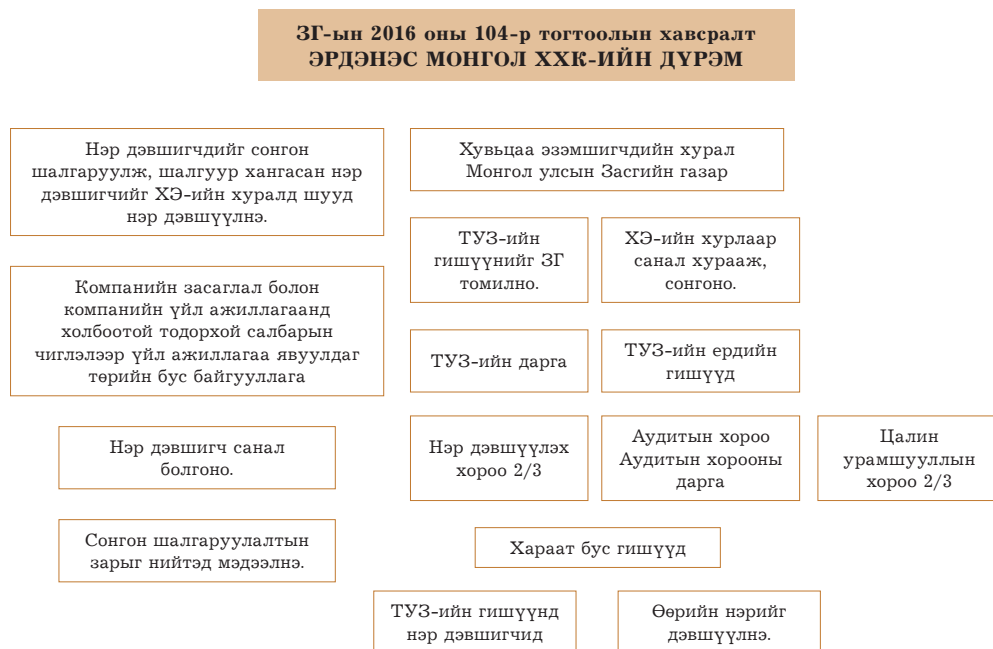 ЗГ-ын 2016 оны 104-р тогтоолын хавсралт
ЭРДЭНЭС МОНГОЛ ХХК-ИЙН ДҮРЭМ
Нэр дэвшигчдийг сонгон
шалгаруулж, шалгуур хангасан нэр
дэвшигчийг ХЭ-ийн хуралд шууд
нэр дэвшүүлнэ.
Хувьцаа эзэмшигчдийн хурал
Монгол улсын Засгийн газар
ТУЗ-ийн
гишүүнийг ЗГ
томилно.
ХЭ-ийн хурлаар
санал хурааж,
сонгоно.
Компанийн засаглал болон
компанийн үйл ажиллагаанд
холбоотой тодорхой салбарын
чиглэлээр үйл ажиллагаа явуулдаг
төрийн бус байгууллага
ТУЗ-ийн дарга
ТУЗ-ийн ердийн
гишүүд
Нэр дэвшигч санал
болгоно.
Нэр дэвшүүлэх
хороо 2/3
Аудитын хороо
Аудитын хорооны
дарга
Цалин
урамшууллын
хороо 2/3
Сонгон шалгаруулалтын
зарыг нийтэд мэдээлнэ.
Хараат бус гишүүд
ТУЗ-ийн гишүүнд
нэр дэвшигчид
Өөрийн нэрийг
дэвшүүлнэ.